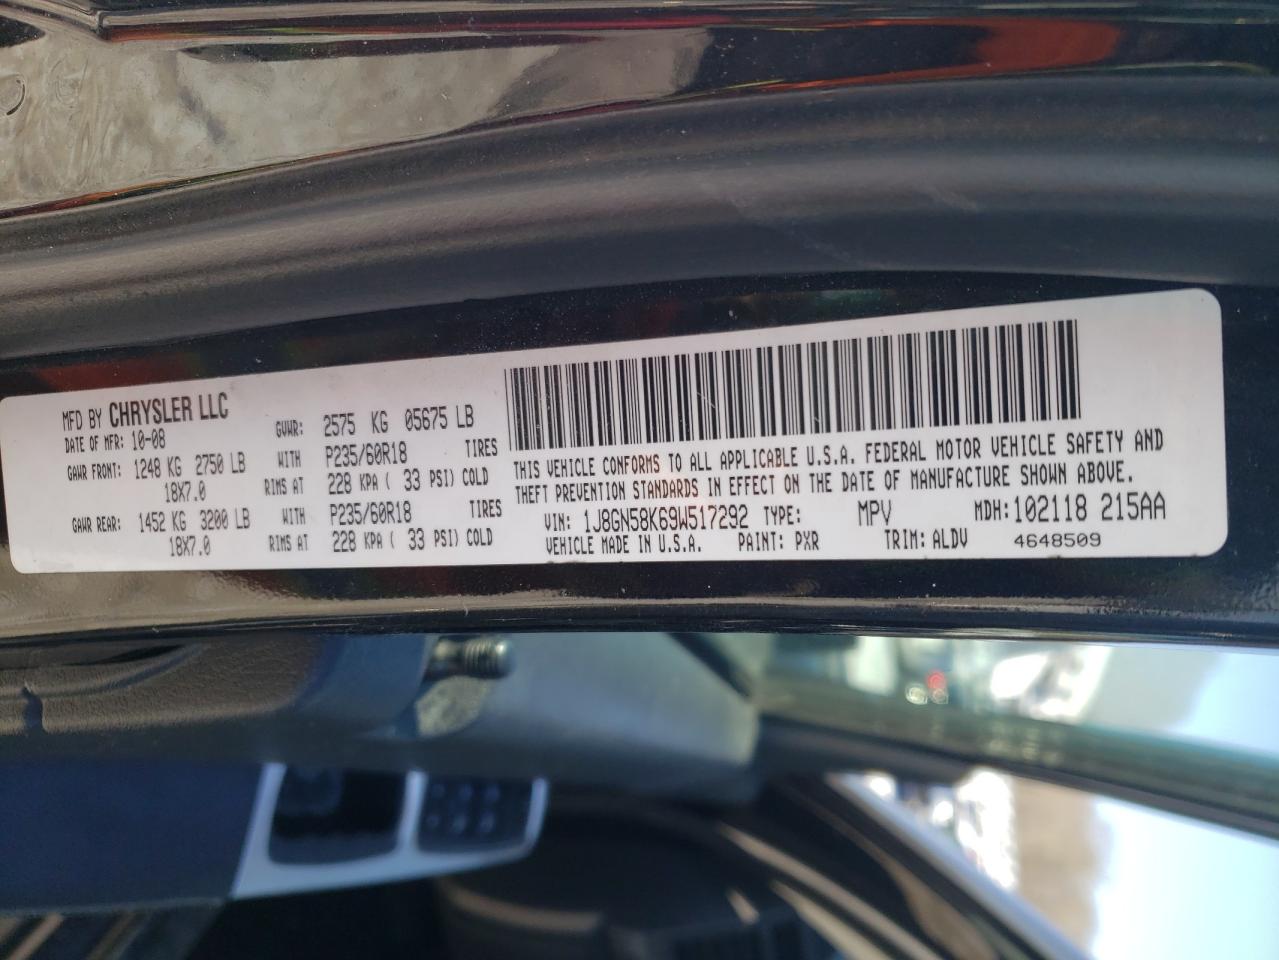 MFD BY CHRYSLER LLC
DATE OF MFR: 10-08
GVWR: 2575 KG 05675 LB
GAWR FRONT: 1248 KG 2750 LB WITH P235/60R18 TIRES
18X7.0 RIMS AT 228 KPA ( 33 PSI) COLD
GAWR REAR: 1452 KG 3200 LB WITH P235/60R18 TIRES
18X7.0 RIMS AT 228 KPA ( 33 PSI) COLD
THIS VEHICLE CONFORMS TO ALL APPLICABLE U.S.A. FEDERAL MOTOR VEHICLE SAFETY AND
THEFT PREVENTION STANDARDS IN EFFECT ON THE DATE OF MANUFACTURE SHOWN ABOVE.
VIN: 1J8GN58K69W517292 TYPE: MPV MDH: 102118 215AA
VEHICLE MADE IN U.S.A. PAINT: PXR TRIM: ALDV 4648509